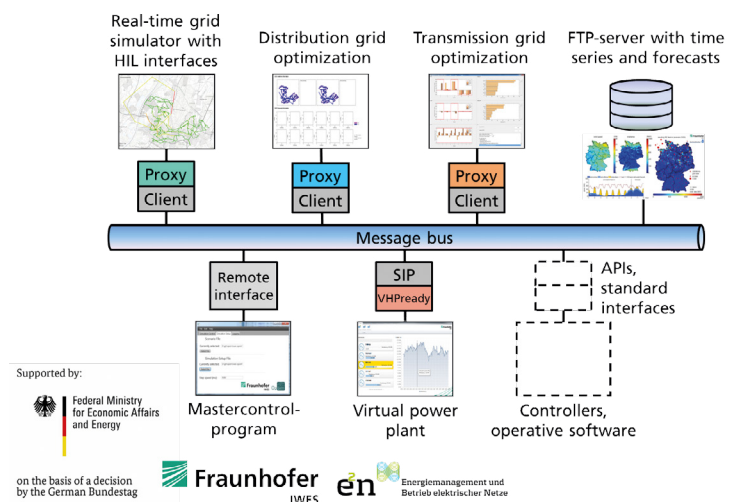 Real-time grid
simulator with
HIL interfaces
Distribution grid
optimization
Transmission grid
optimization
FTP-server with time
series and forecasts
Proxy
Client
Proxy
Client
Proxy
Client
Message bus
Remote
interface
SIP
VHPready
APIs,
standard
interfaces
Fraunhofer
Mastercontrol-
program
Virtual power
plant
Controllers,
operative software
Supported by:
Federal Ministry
for Economic Affairs
and Energy
on the basis of a decision
by the German Bundestag
Fraunhofer
IWES
e²n
Energiemanagement und
Betrieb elektrischer Netze